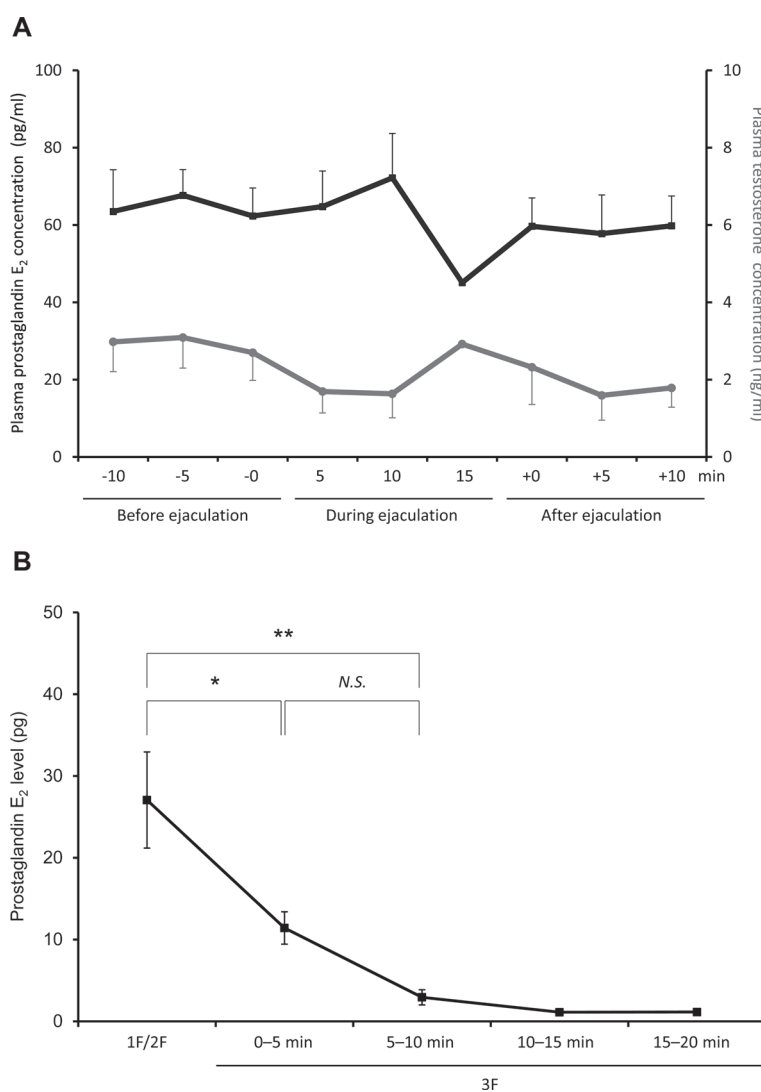 A
Plasma prostaglandin E₂ concentration (pg/ml)
100
80
60
40
20
0
10
8
6
4
2
0
Plasma testosterone concentration (ng/ml)
-10 -5 -0 5 10 15 +0 +5 +10 min
Before ejaculation During ejaculation After ejaculation
B
Prostaglandin E₂ level (pg)
50
40
30
20
10
0
**
* N.S.
1F/2F 0–5 min 5–10 min 10–15 min 15–20 min
3F